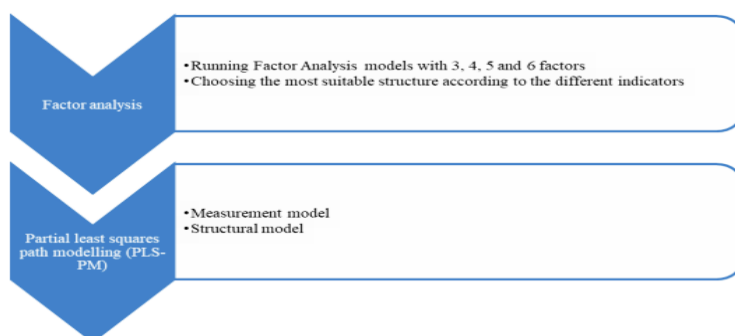 Factor analysis
•Running Factor Analysis models with 3, 4, 5 and 6 factors
•Choosing the most suitable structure according to the different indicators
Partial least squares
path modelling (PLS-
PM)
•Measurement model
•Structural model